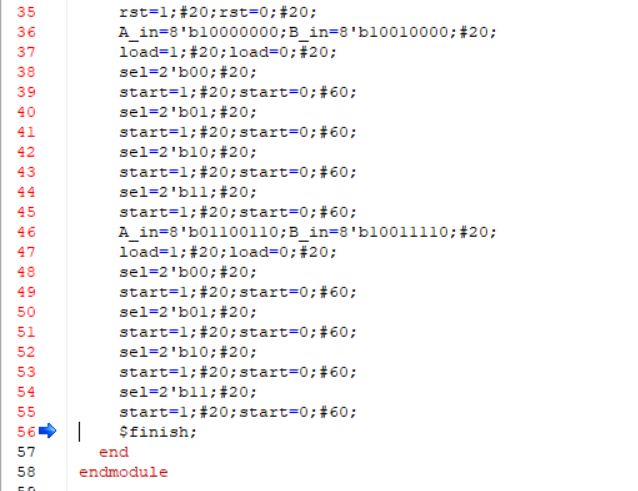 35 rst=1;#20;rst=0;#20;
36 A_in=8'b10000000;B_in=8'b10010000;#20;
37 load=1;#20;load=0;#20;
38 sel=2'b00;#20;
39 start=1;#20;start=0;#60;
40 sel=2'b01;#20;
41 start=1;#20;start=0;#60;
42 sel=2'b10;#20;
43 start=1;#20;start=0;#60;
44 sel=2'b11;#20;
45 start=1;#20;start=0;#60;
46 A_in=8'b01100110;B_in=8'b10011110;#20;
47 load=1;#20;load=0;#20;
48 sel=2'b00;#20;
49 start=1;#20;start=0;#60;
50 sel=2'b01;#20;
51 start=1;#20;start=0;#60;
52 sel=2'b10;#20;
53 start=1;#20;start=0;#60;
54 sel=2'b11;#20;
55 start=1;#20;start=0;#60;
56 $finish;
57 end
58 endmodule